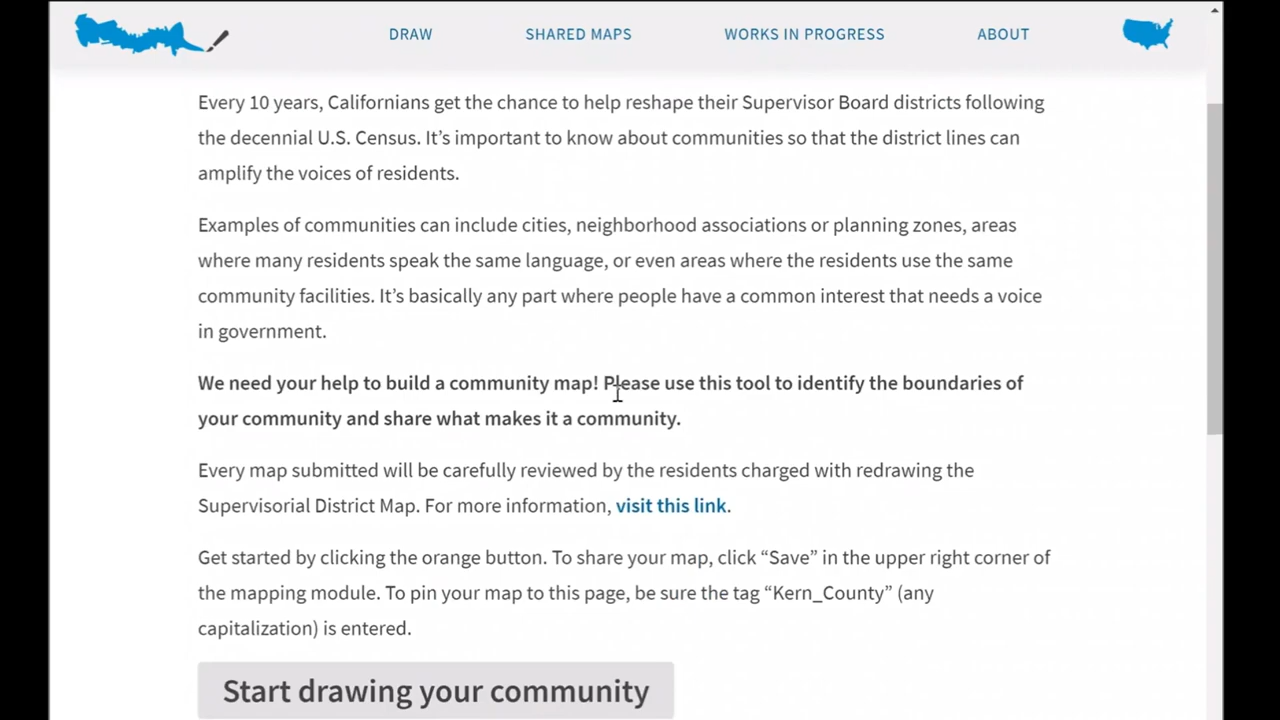 DRAW SHARED MAPS WORKS IN PROGRESS ABOUT
Every 10 years, Californians get the chance to help reshape their Supervisor Board districts following
the decennial U.S. Census. It’s important to know about communities so that the district lines can
amplify the voices of residents.
Examples of communities can include cities, neighborhood associations or planning zones, areas
where many residents speak the same language, or even areas where the residents use the same
community facilities. It’s basically any part where people have a common interest that needs a voice
in government.
We need your help to build a community map! Please use this tool to identify the boundaries of
your community and share what makes it a community.
Every map submitted will be carefully reviewed by the residents charged with redrawing the
Supervisorial District Map. For more information, visit this link.
Get started by clicking the orange button. To share your map, click “Save” in the upper right corner of
the mapping module. To pin your map to this page, be sure the tag “Kern_County” (any
capitalization) is entered.
Start drawing your community